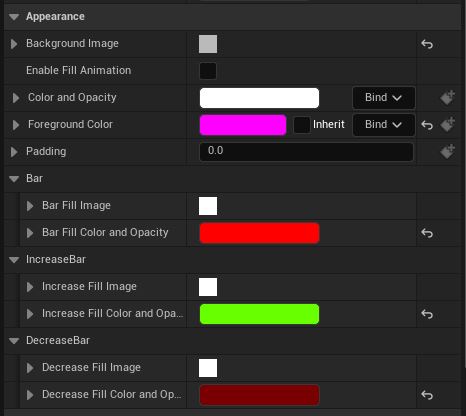 Appearance
Background Image
Enable Fill Animation
Color and Opacity Bind
Foreground Color Inherit Bind
Padding 0.0
Bar
Bar Fill Image
Bar Fill Color and Opacity
IncreaseBar
Increase Fill Image
Increase Fill Color and Opa...
DecreaseBar
Decrease Fill Image
Decrease Fill Color and Op...